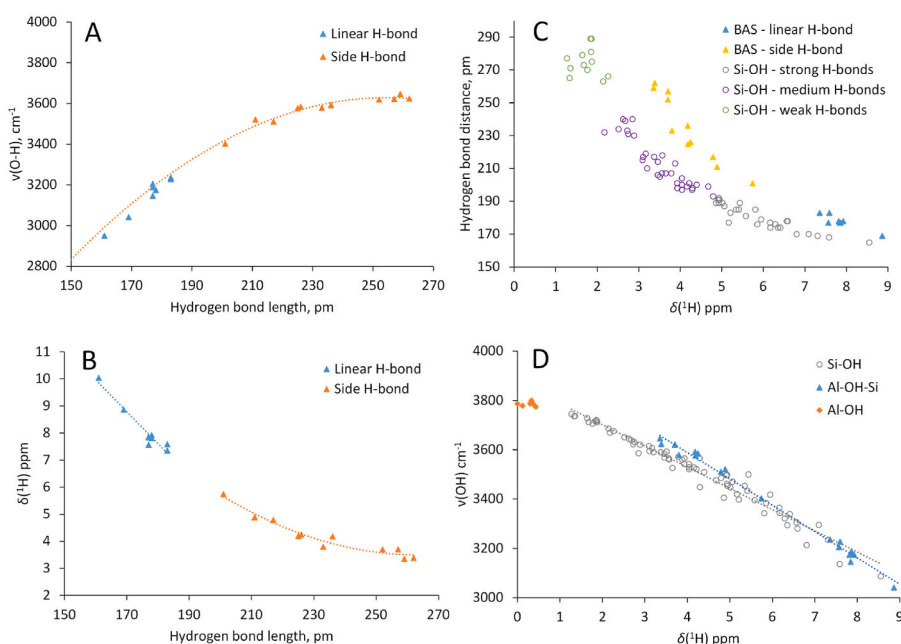 A
4000
3800
3600
3400
3200
3000
2800
2600
ν(O-H), cm⁻¹
Linear H-bond
Side H-bond
150 170 190 210 230 250 270
Hydrogen bond length, pm
C
290
270
250
230
210
190
170
150
Hydrogen bond distance, pm
BAS - linear H-bond
BAS - side H-bond
Si-OH - strong H-bonds
Si-OH - medium H-bonds
Si-OH - weak H-bonds
0 1 2 3 4 5 6 7 8 9
δ(¹H) ppm
B
11
10
9
8
7
6
5
4
3
2
δ(¹H) ppm
Linear H-bond
Side H-bond
150 170 190 210 230 250 270
Hydrogen bond length, pm
D
4000
3800
3600
3400
3200
3000
ν(OH) cm⁻¹
Si-OH
Al-OH-Si
Al-OH
0 1 2 3 4 5 6 7 8 9
δ(¹H) ppm